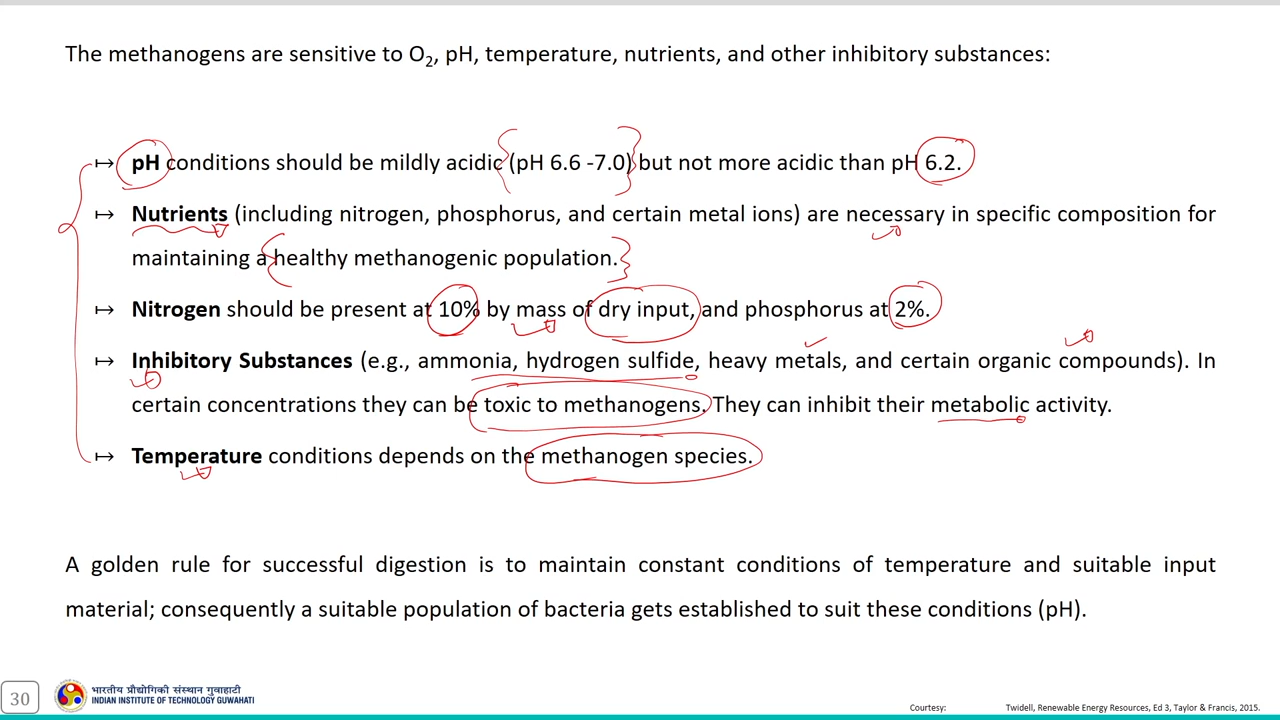 The methanogens are sensitive to O₂, pH, temperature, nutrients, and other inhibitory substances:
↦ pH conditions should be mildly acidic (pH 6.6 -7.0) but not more acidic than pH 6.2.
↦ Nutrients (including nitrogen, phosphorus, and certain metal ions) are necessary in specific composition for
maintaining a healthy methanogenic population.
↦ Nitrogen should be present at 10% by mass of dry input, and phosphorus at 2%.
↦ Inhibitory Substances (e.g., ammonia, hydrogen sulfide, heavy metals, and certain organic compounds). In
certain concentrations they can be toxic to methanogens. They can inhibit their metabolic activity.
↦ Temperature conditions depends on the methanogen species.
A golden rule for successful digestion is to maintain constant conditions of temperature and suitable input
material; consequently a suitable population of bacteria gets established to suit these conditions (pH).
30
भारतीय प्रौद्योगिकी संस्थान गुवाहाटी
INDIAN INSTITUTE OF TECHNOLOGY GUWAHATI
Courtesy: Twidell, Renewable Energy Resources, Ed 3, Taylor & Francis, 2015.